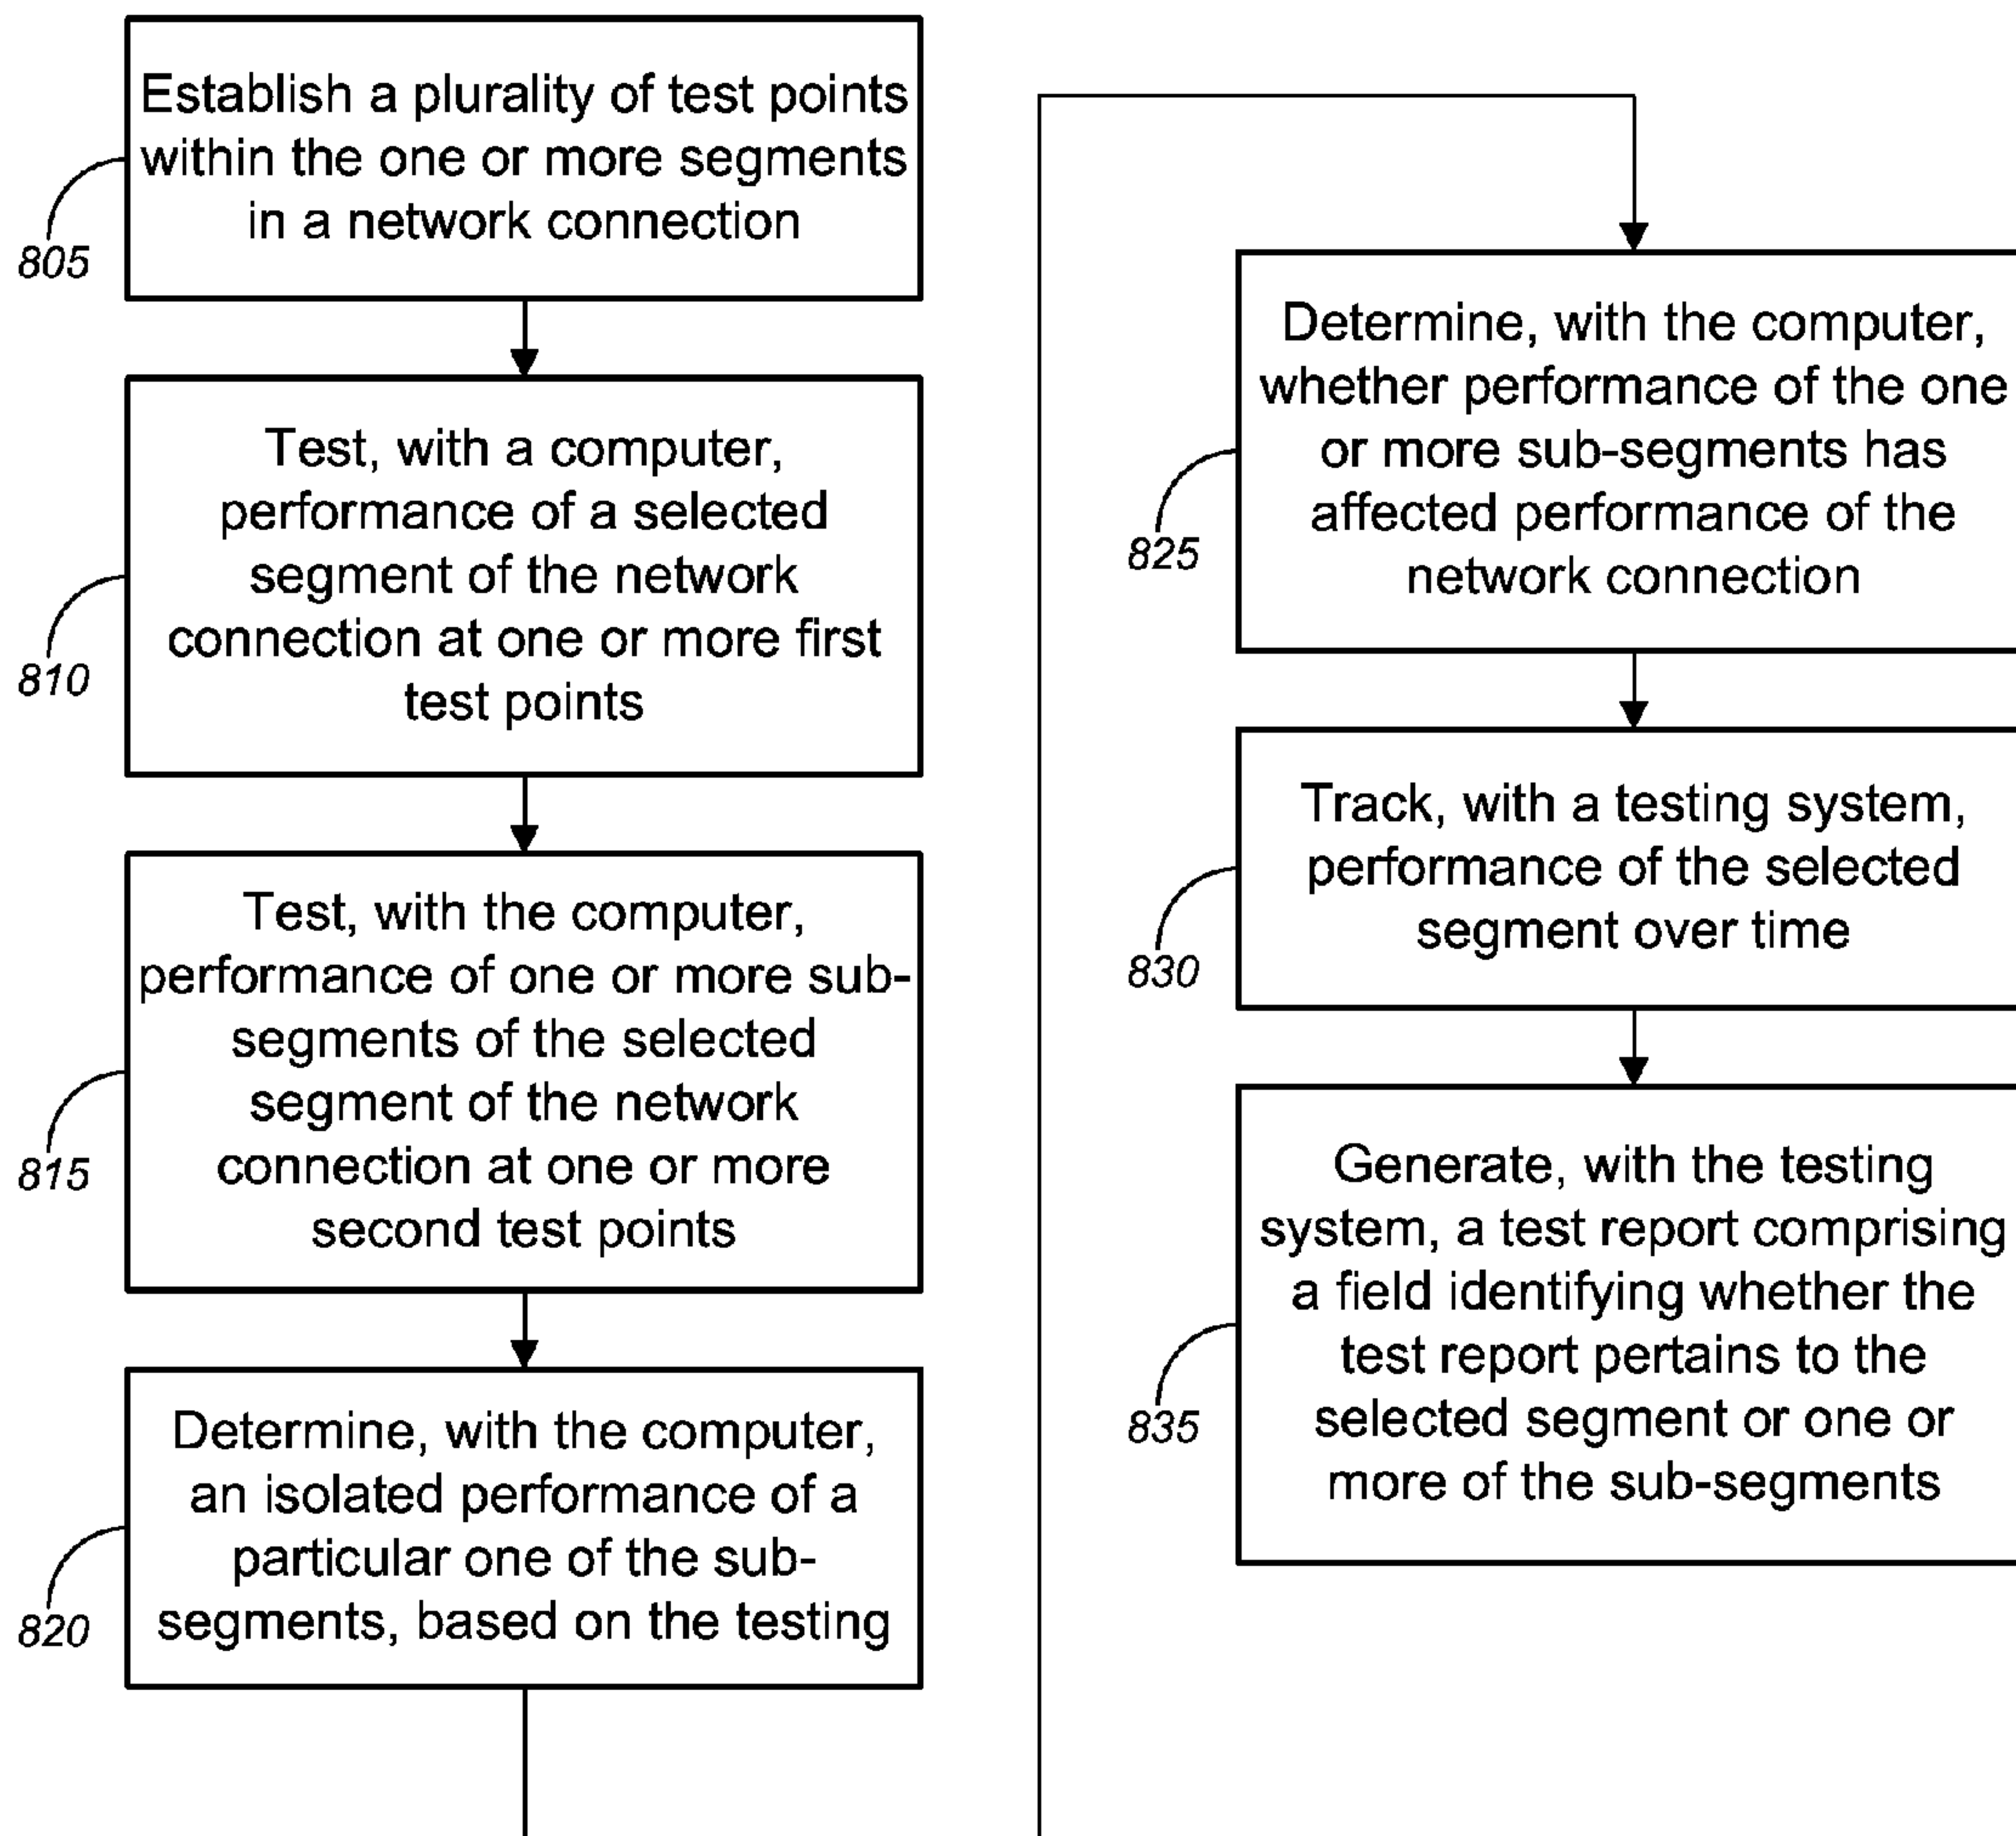 Establish a plurality of test points
within the one or more segments
in a network connection
805
Test, with a computer,
performance of a selected
segment of the network
connection at one or more first
test points
810
Test, with the computer,
performance of one or more sub-
segments of the selected
segment of the network
connection at one or more
second test points
815
Determine, with the computer,
an isolated performance of a
particular one of the sub-
segments, based on the testing
820
Determine, with the computer,
whether performance of the one
or more sub-segments has
affected performance of the
network connection
825
Track, with a testing system,
performance of the selected
segment over time
830
Generate, with the testing
system, a test report comprising
a field identifying whether the
test report pertains to the
selected segment or one or
more of the sub-segments
835